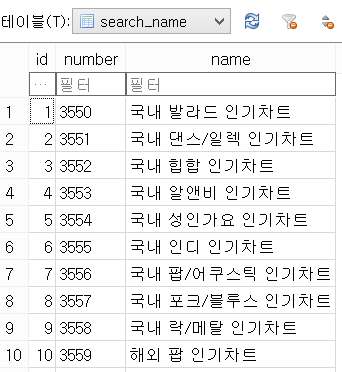 테이블(T): search_name
id number name
... 필터 필터
1 1 3550 국내 발라드 인기차트
2 2 3551 국내 댄스/일렉 인기차트
3 3 3552 국내 힙합 인기차트
4 4 3553 국내 알앤비 인기차트
5 5 3554 국내 성인가요 인기차트
6 6 3555 국내 인디 인기차트
7 7 3556 국내 팝/어쿠스틱 인기차트
8 8 3557 국내 포크/블루스 인기차트
9 9 3558 국내 락/메탈 인기차트
10 10 3559 해외 팝 인기차트